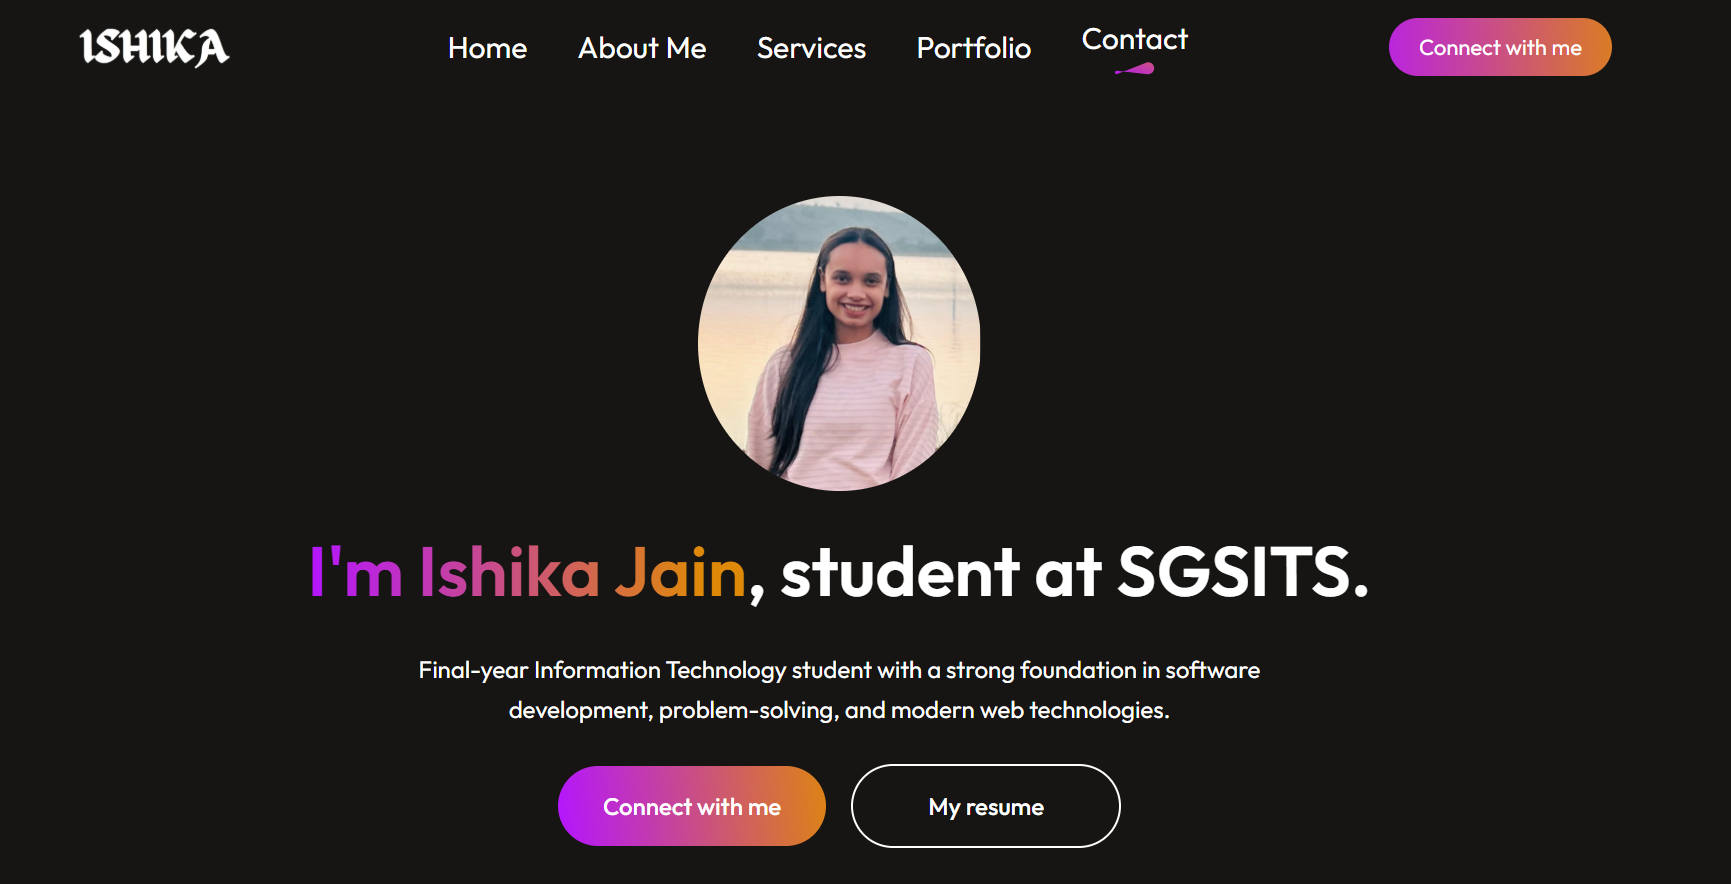 ISHIKA
Home About Me Services Portfolio Contact
Connect with me
I'm Ishika Jain, student at SGSITS.
Final-year Information Technology student with a strong foundation in software
development, problem-solving, and modern web technologies.
Connect with me
My resume